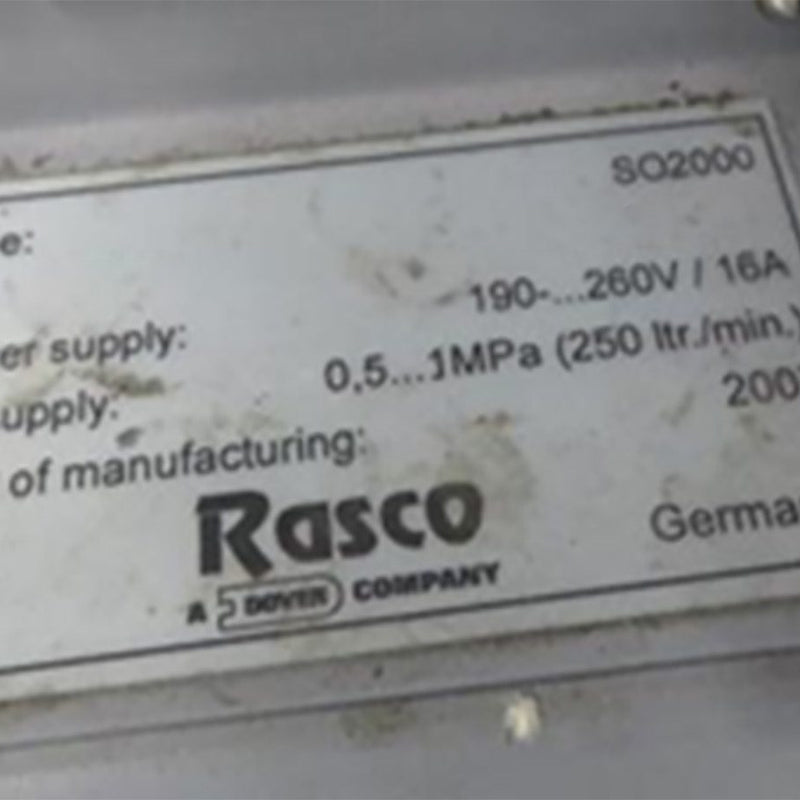 SO2000
e:
er supply: 190-...260V / 16A
upply: 0,5...1MPa (250 ltr./min.)
of manufacturing: 200
Rasco
Germa
A DOVER COMPANY